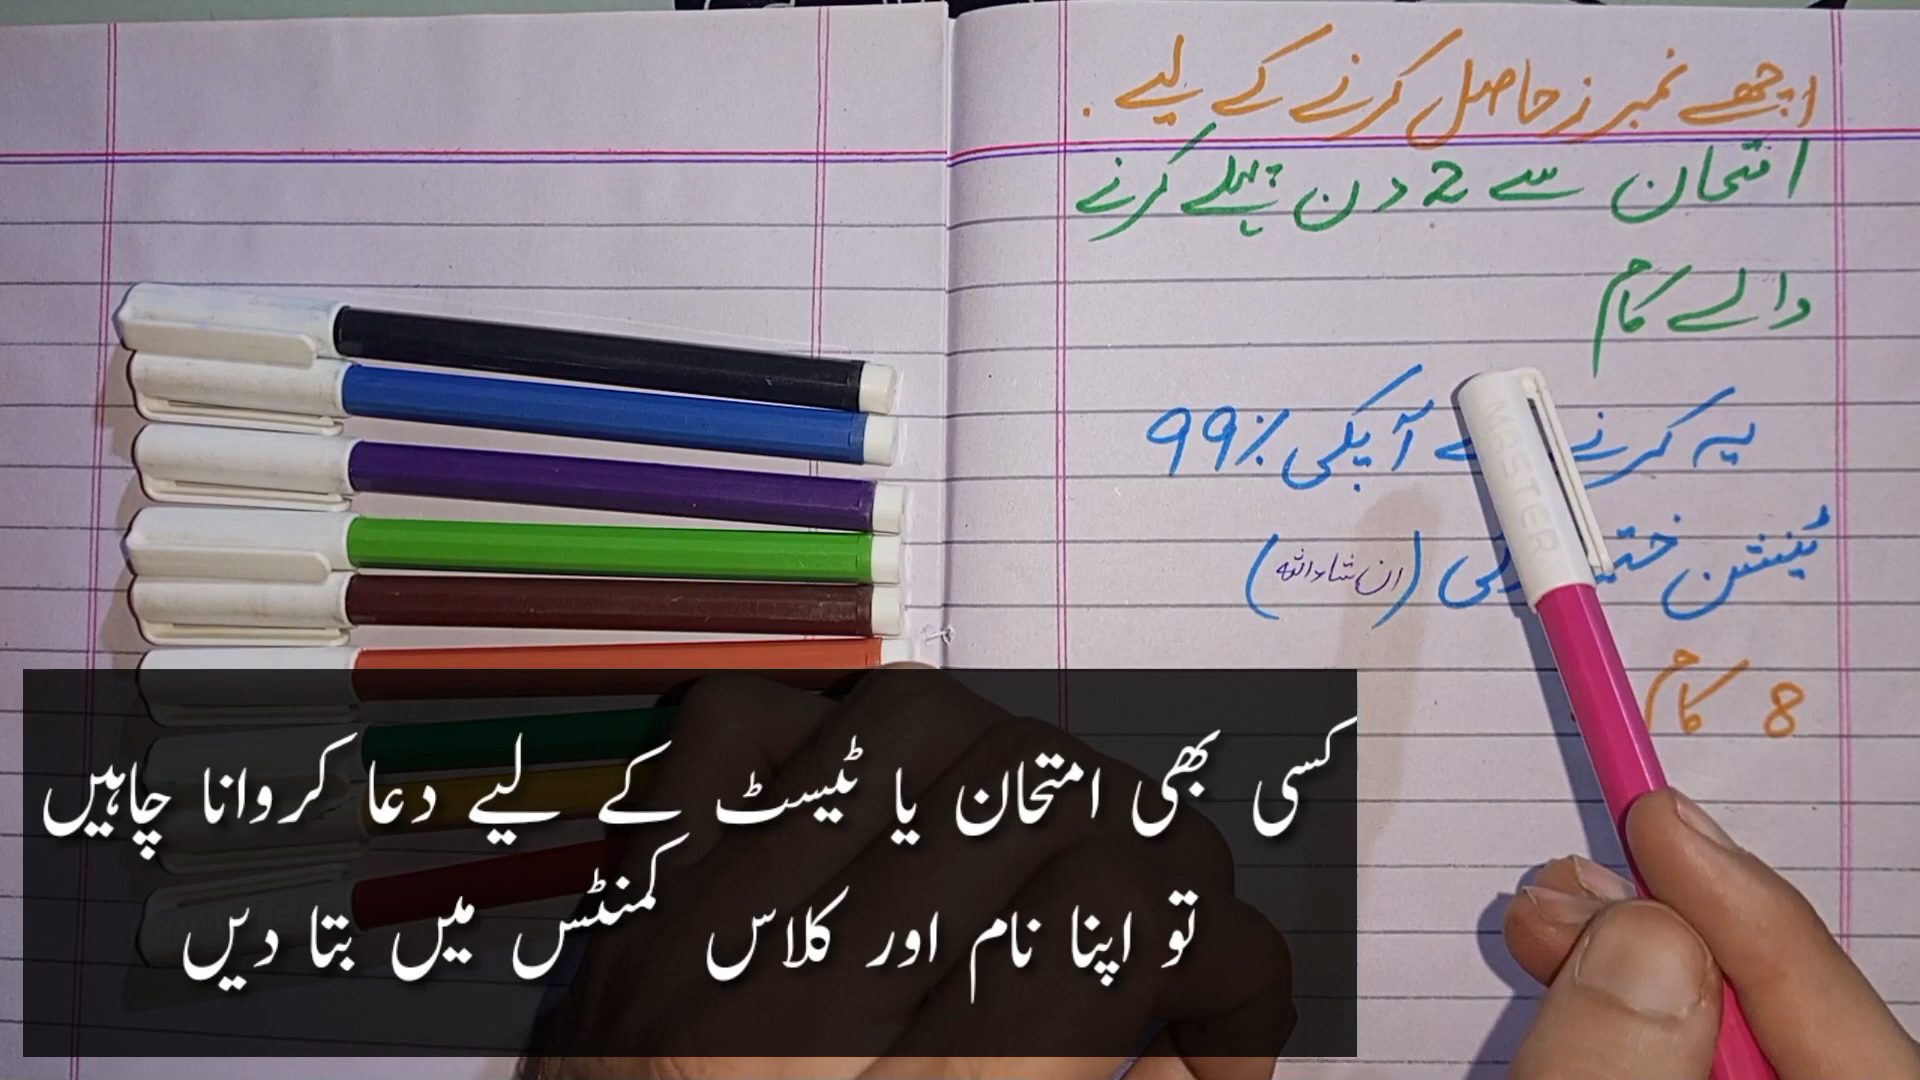 اچھے نمبرز حاصل کرنے کے لیے.
امتحان سے 2 دن پہلے کرنے
والے کام
یہ کرنے آپکی 99%
ٹینشن (ان شاءاللہ)
8 کام
MASTER
کسی بھی امتحان یا ٹیسٹ کے لیے دعا کروانا چاہیں
تو اپنا نام اور کلاس کمنٹس میں بتا دیں